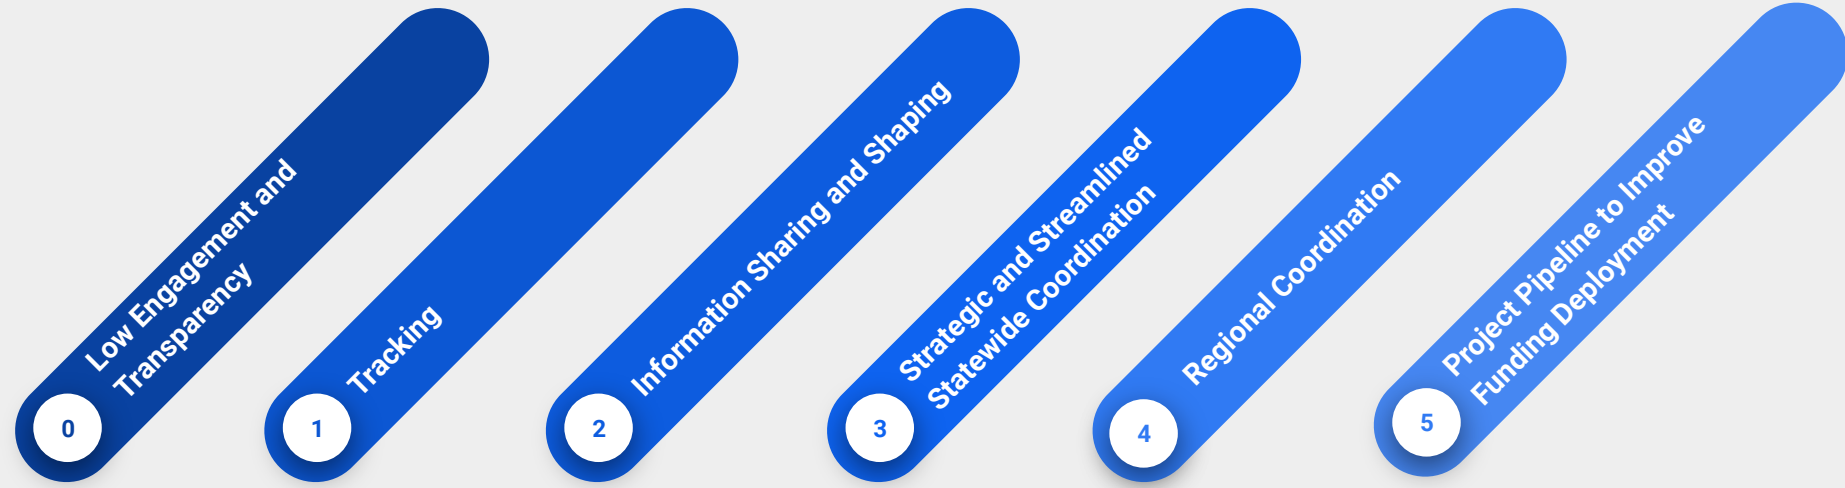 0
Low Engagement and
Transparency
1
Tracking
2
Information Sharing and Shaping
3
Strategic and Streamlined
Statewide Coordination
4
Regional Coordination
5
Project Pipeline to Improve
Funding Deployment